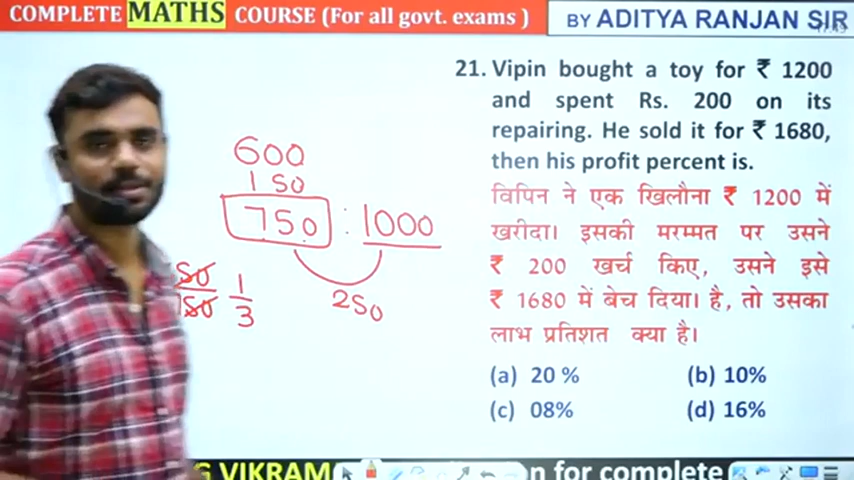 COMPLETE MATHS COURSE (For all govt. exams )
BY ADITYA RANJAN SIR
21. Vipin bought a toy for ₹ 1200
and spent Rs. 200 on its
repairing. He sold it for ₹ 1680,
then his profit percent is.
विपिन ने एक खिलौना ₹ 1200 में
खरीदा। इसकी मरम्मत पर उसने
₹ 200 खर्च किए, उसने इसे
₹ 1680 में बेच दिया। है, तो उसका
लाभ प्रतिशत क्या है।
(a) 20 % (b) 10%
(c) 08% (d) 16%
600
150
750 : 1000
250
50 1
3
VIKRAM
n for complete